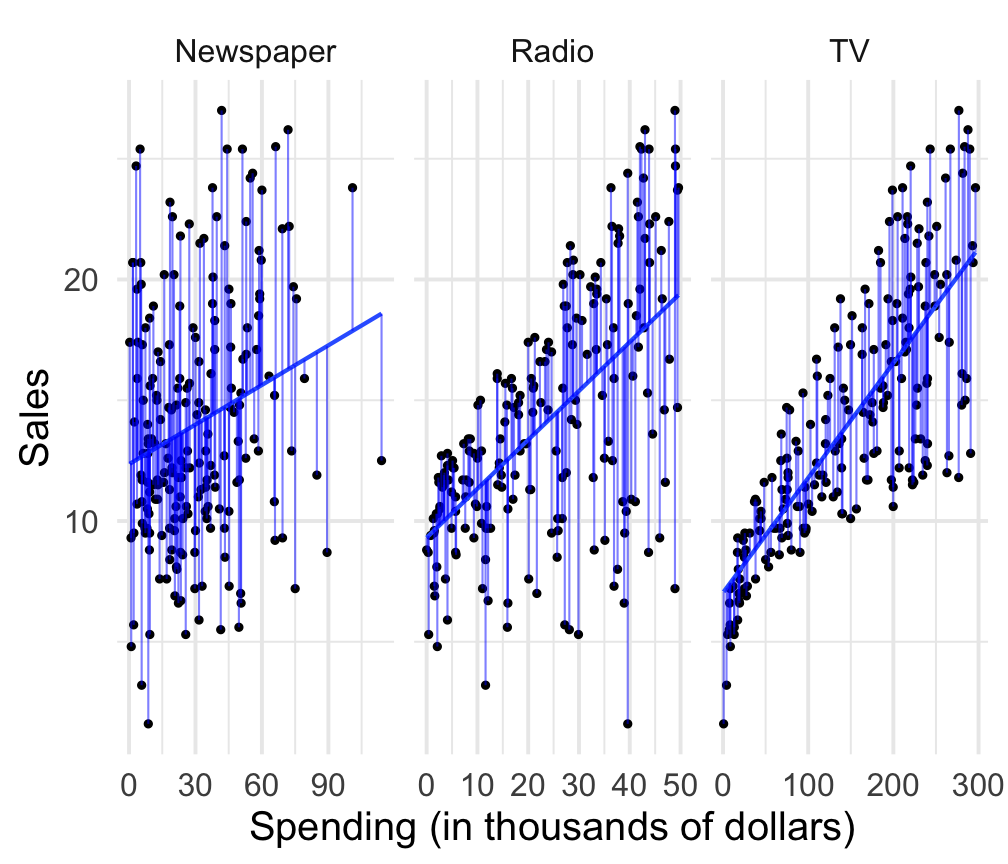 Newspaper Radio TV
20
10
Sales
0 30 60 90 0 10 20 30 40 50 0 100 200 300
Spending (in thousands of dollars)